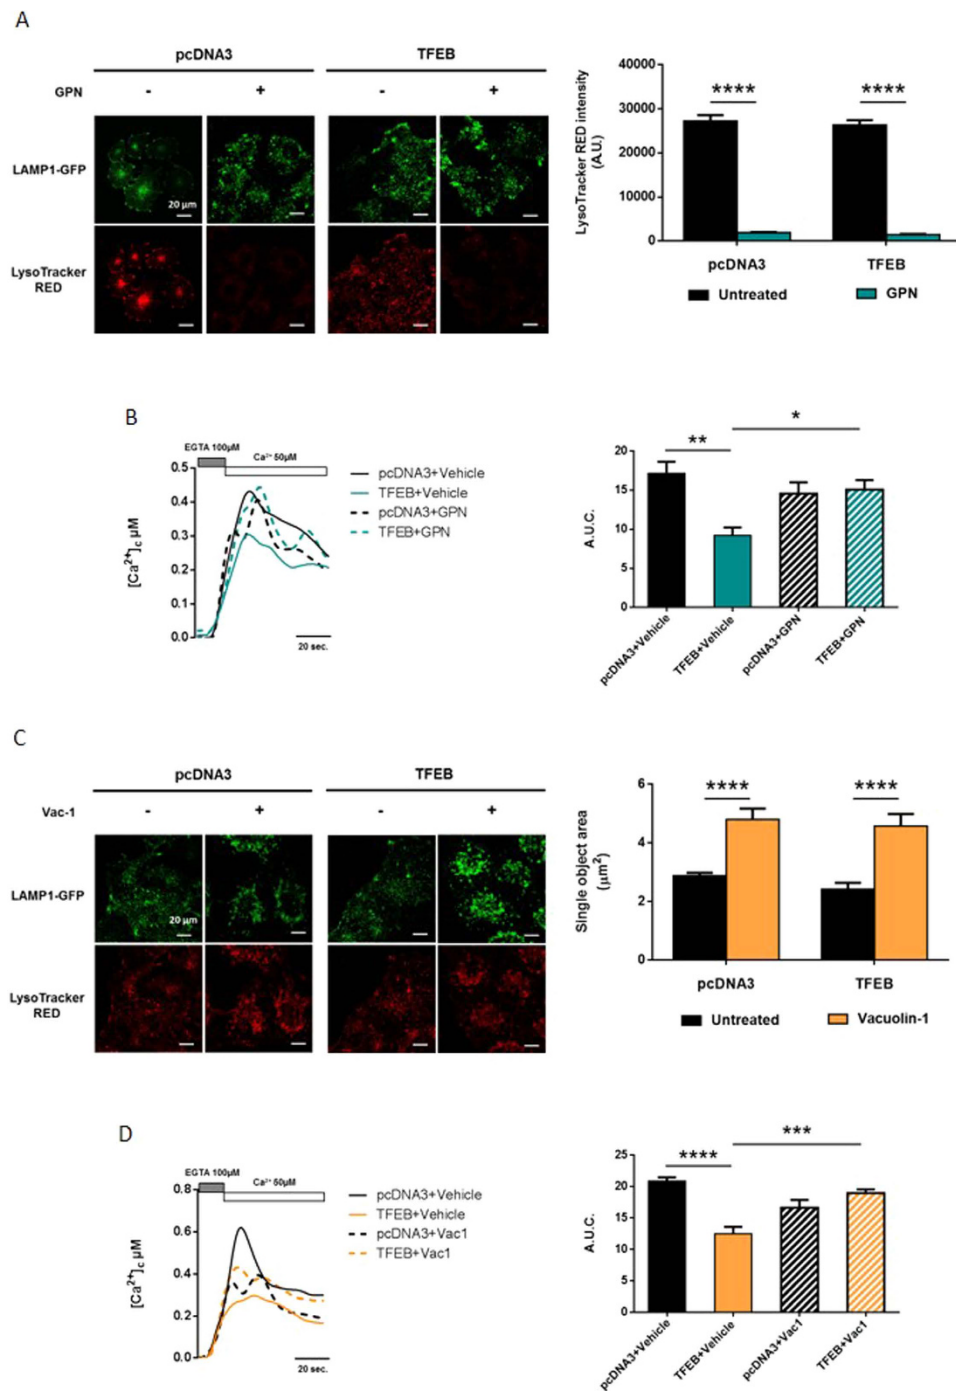 A
pcDNA3 TFEB
GPN - + - +
LAMP1-GFP
20 μm
LysoTracker
RED
LysoTracker RED intensity
(A.U.)
40000
30000
20000
10000
0
**** ****
pcDNA3 TFEB
Untreated GPN
B
EGTA 100μM Ca²⁺ 50μM
[Ca²⁺]c μM
0.5
0.4
0.3
0.2
0.1
0.0
20 sec.
pcDNA3+Vehicle
TFEB+Vehicle
pcDNA3+GPN
TFEB+GPN
A.U.C.
20
15
10
5
0
** *
pcDNA3+Vehicle
TFEB+Vehicle
pcDNA3+GPN
TFEB+GPN
C
pcDNA3 TFEB
Vac-1 - + - +
LAMP1-GFP
20 μm
LysoTracker
RED
Single object area
(μm²)
6
4
2
0
**** ****
pcDNA3 TFEB
Untreated Vacuolin-1
D
EGTA 100μM Ca²⁺ 50μM
[Ca²⁺]c μM
0.8
0.6
0.4
0.2
0.0
20 sec.
pcDNA3+Vehicle
TFEB+Vehicle
pcDNA3+Vac1
TFEB+Vac1
A.U.C.
25
20
15
10
5
0
**** ***
pcDNA3+Vehicle
TFEB+Vehicle
pcDNA3+Vac1
TFEB+Vac1